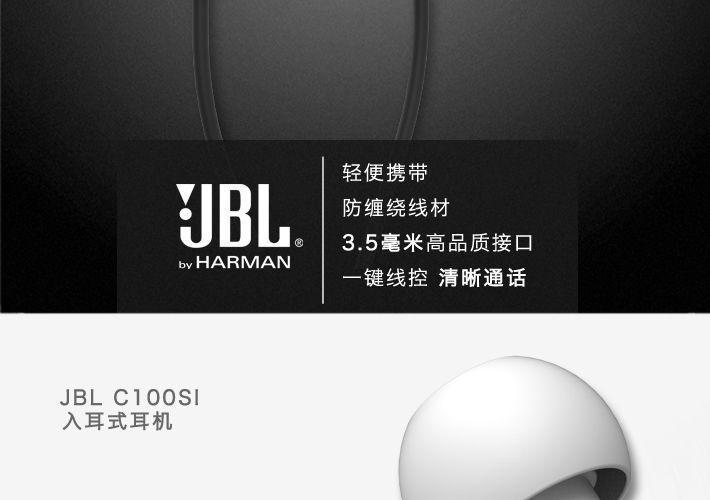 JBL®
by HARMAN
轻便携带
防缠绕线材
3.5毫米高品质接口
一键线控 清晰通话
JBL C100SI
入耳式耳机